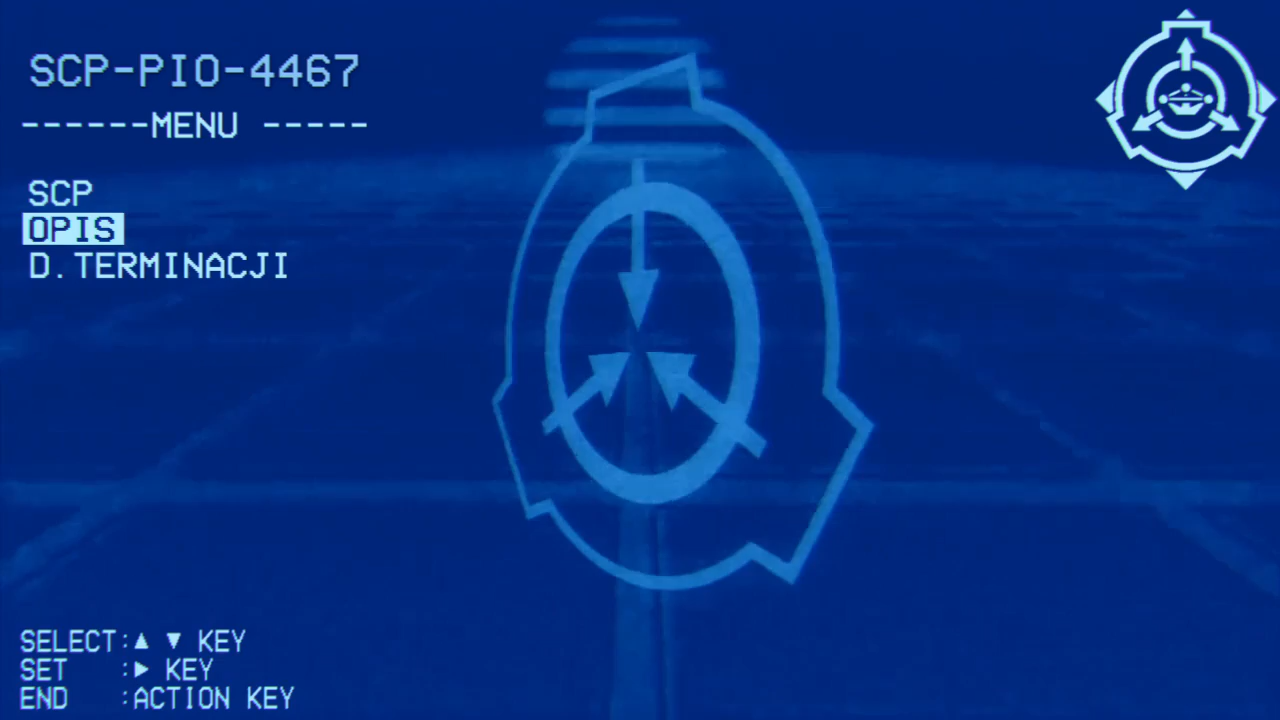 SCP-PIO-4467
------MENU -----
SCP
OPIS
D.TERMINACJI
SELECT:▲ ▼ KEY
SET :► KEY
END :ACTION KEY